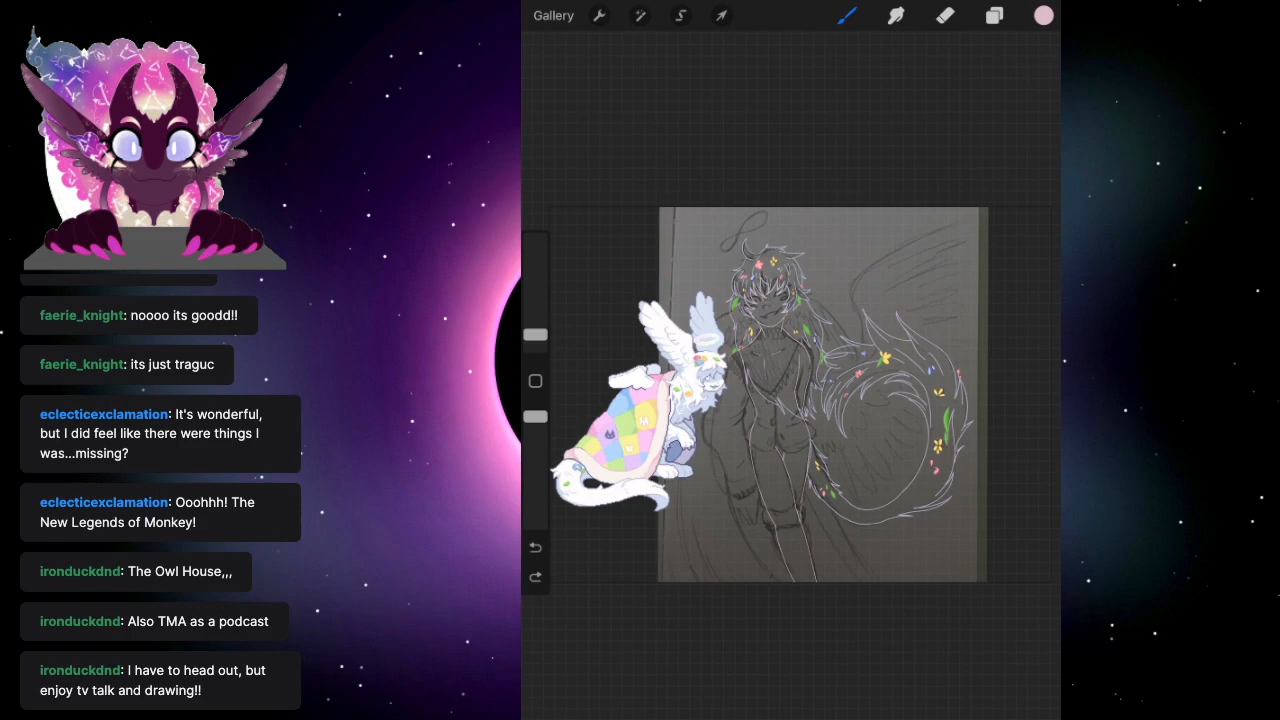 Gallery
faerie_knight: noooo its goodd!!
faerie_knight: its just traguc
eclecticexclamation: It's wonderful,
but I did feel like there were things I
was...missing?
eclecticexclamation: Ooohhh! The
New Legends of Monkey!
ironduckdnd: The Owl House,,,
ironduckdnd: Also TMA as a podcast
ironduckdnd: I have to head out, but
enjoy tv talk and drawing!!